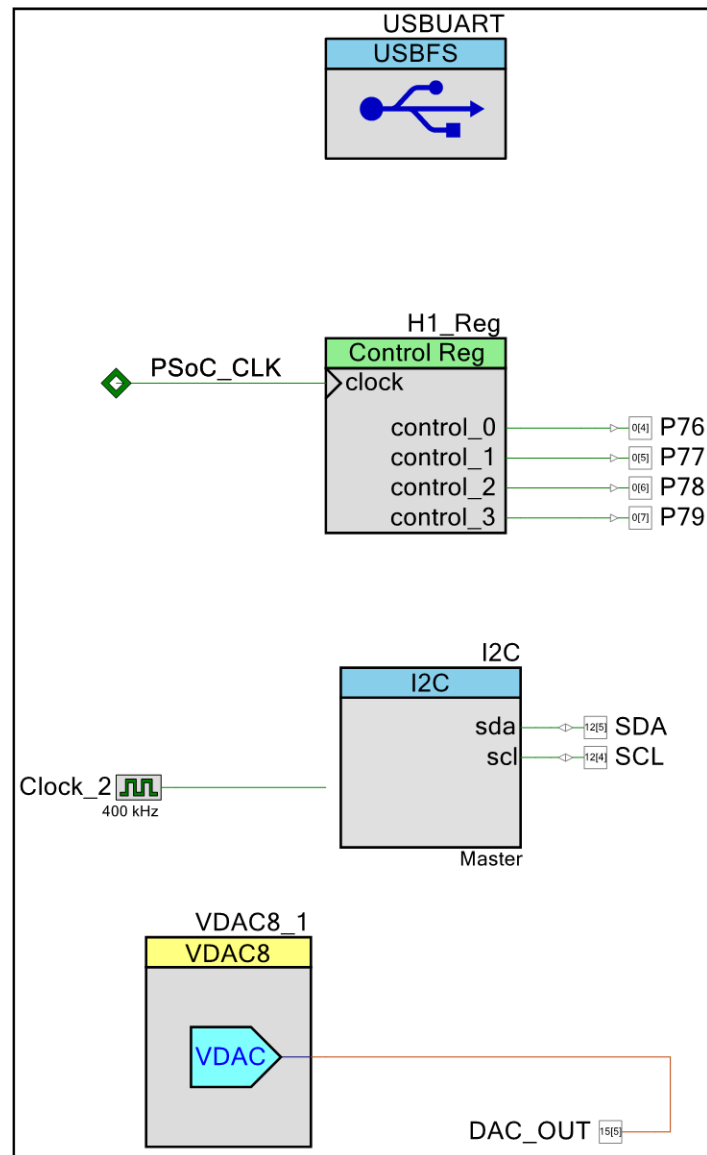 USBUART
USBFS
H1_Reg
Control Reg
PSoC_CLK
clock
control_0 0[4] P76
control_1 0[5] P77
control_2 0[6] P78
control_3 0[7] P79
I2C
I2C
sda 12[5] SDA
scl 12[4] SCL
Clock_2
400 kHz
Master
VDAC8_1
VDAC8
VDAC
DAC_OUT 15[5]